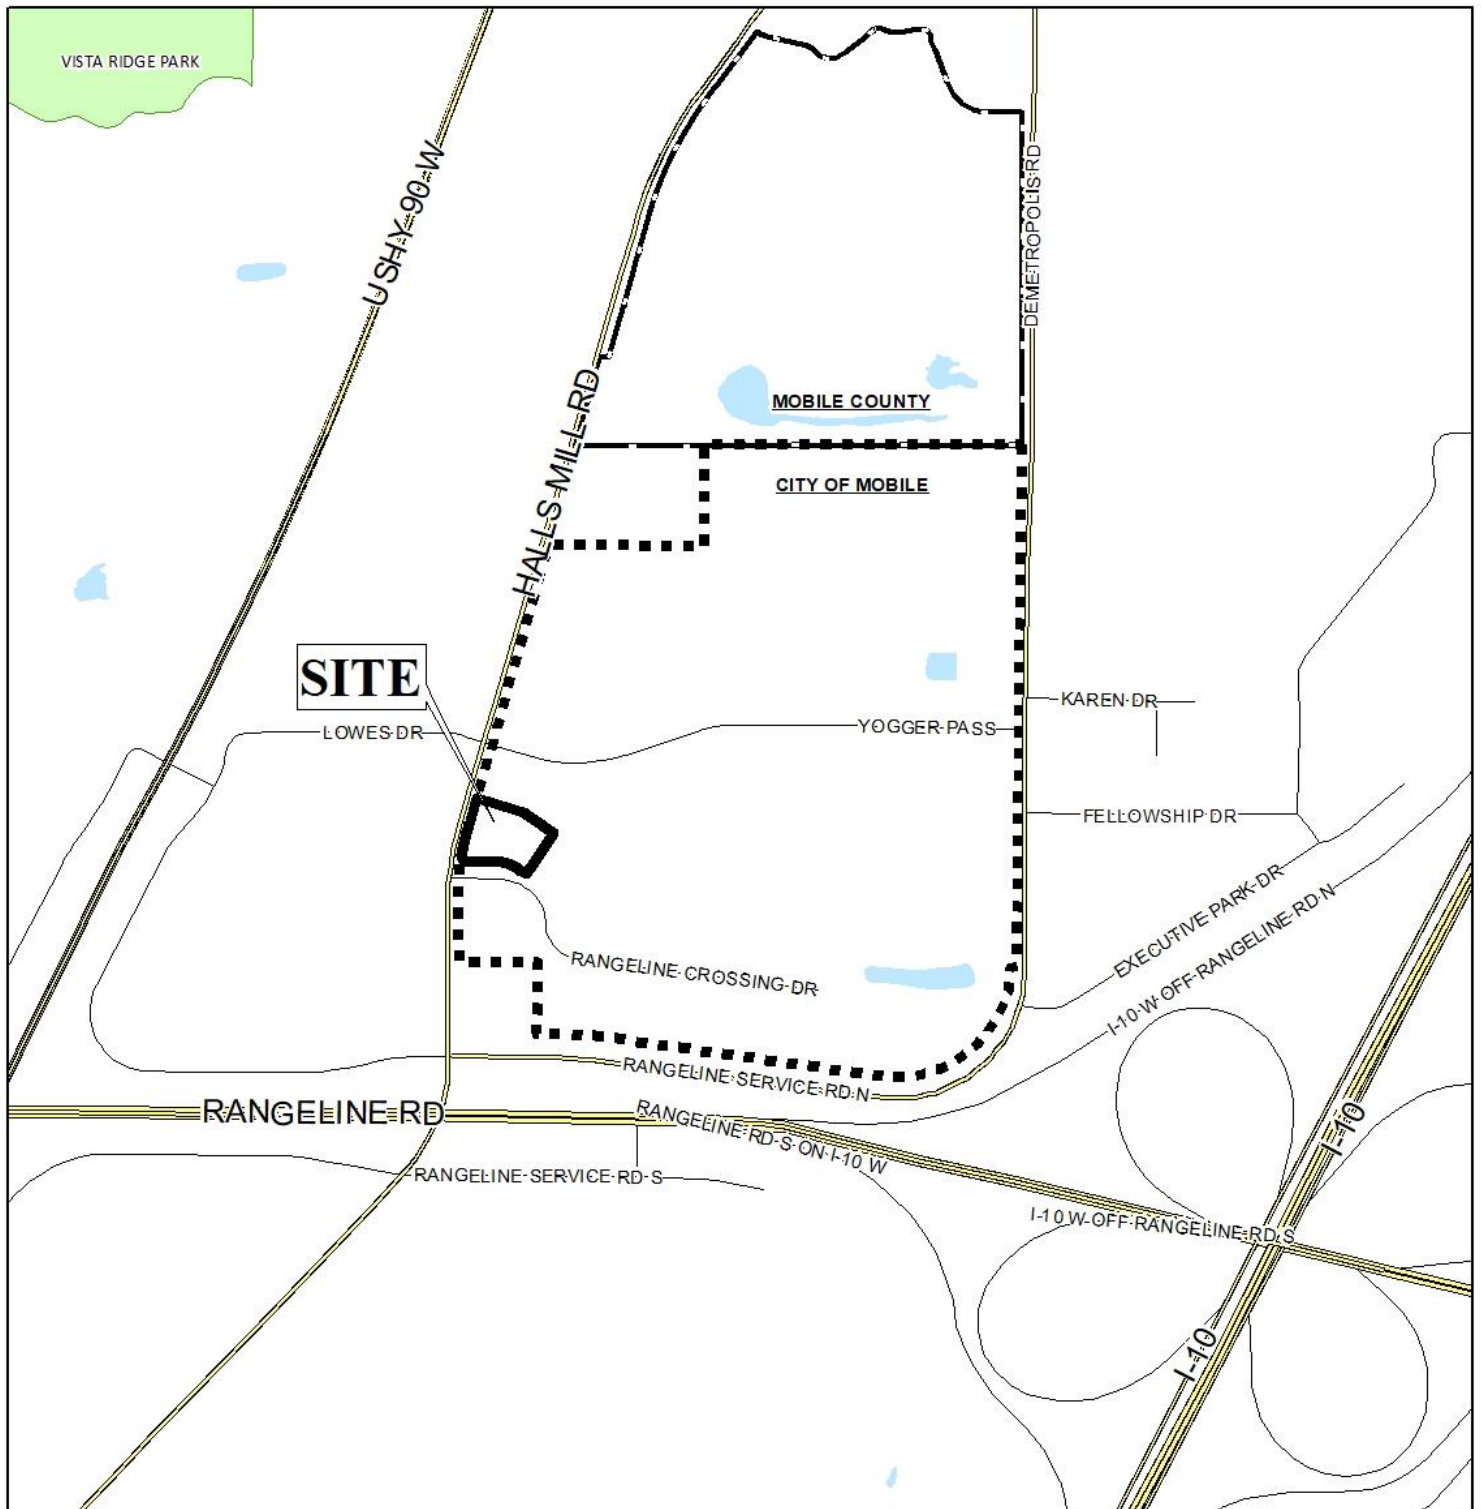 VISTA RIDGE PARK
US HY 90 W
DEMETROPOLIS RD
HALLS MILL RD
MOBILE COUNTY
CITY OF MOBILE
SITE
LOWES DR
YOGGER PASS
KAREN DR
FELLOWSHIP DR
EXECUTIVE PARK DR
I-10 W OFF RANGELINE RD N
RANGELINE CROSSING DR
RANGELINE SERVICE RD N
RANGELINE RD
RANGELINE RD S ON I-10 W
RANGELINE SERVICE RD S
I-10
I-10 W OFF RANGELINE RD S
I-10